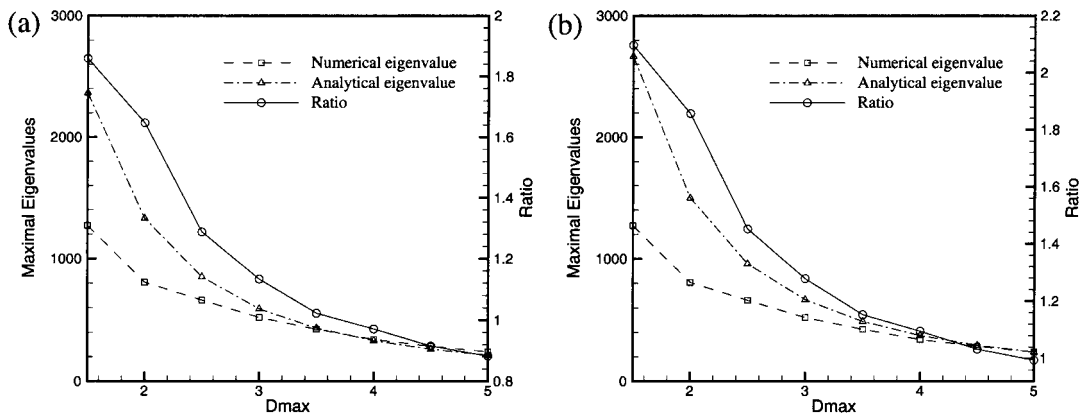 (a)
3000
2000
1000
0
Maximal Eigenvalues
Numerical eigenvalue
Analytical eigenvalue
Ratio
2
1.8
1.6
1.4
1.2
1
0.8
Ratio
2
3
4
5
Dmax
(b)
3000
2000
1000
0
Maximal Eigenvalues
Numerical eigenvalue
Analytical eigenvalue
Ratio
2.2
2
1.8
1.6
1.4
1.2
1
Ratio
2
3
4
5
Dmax